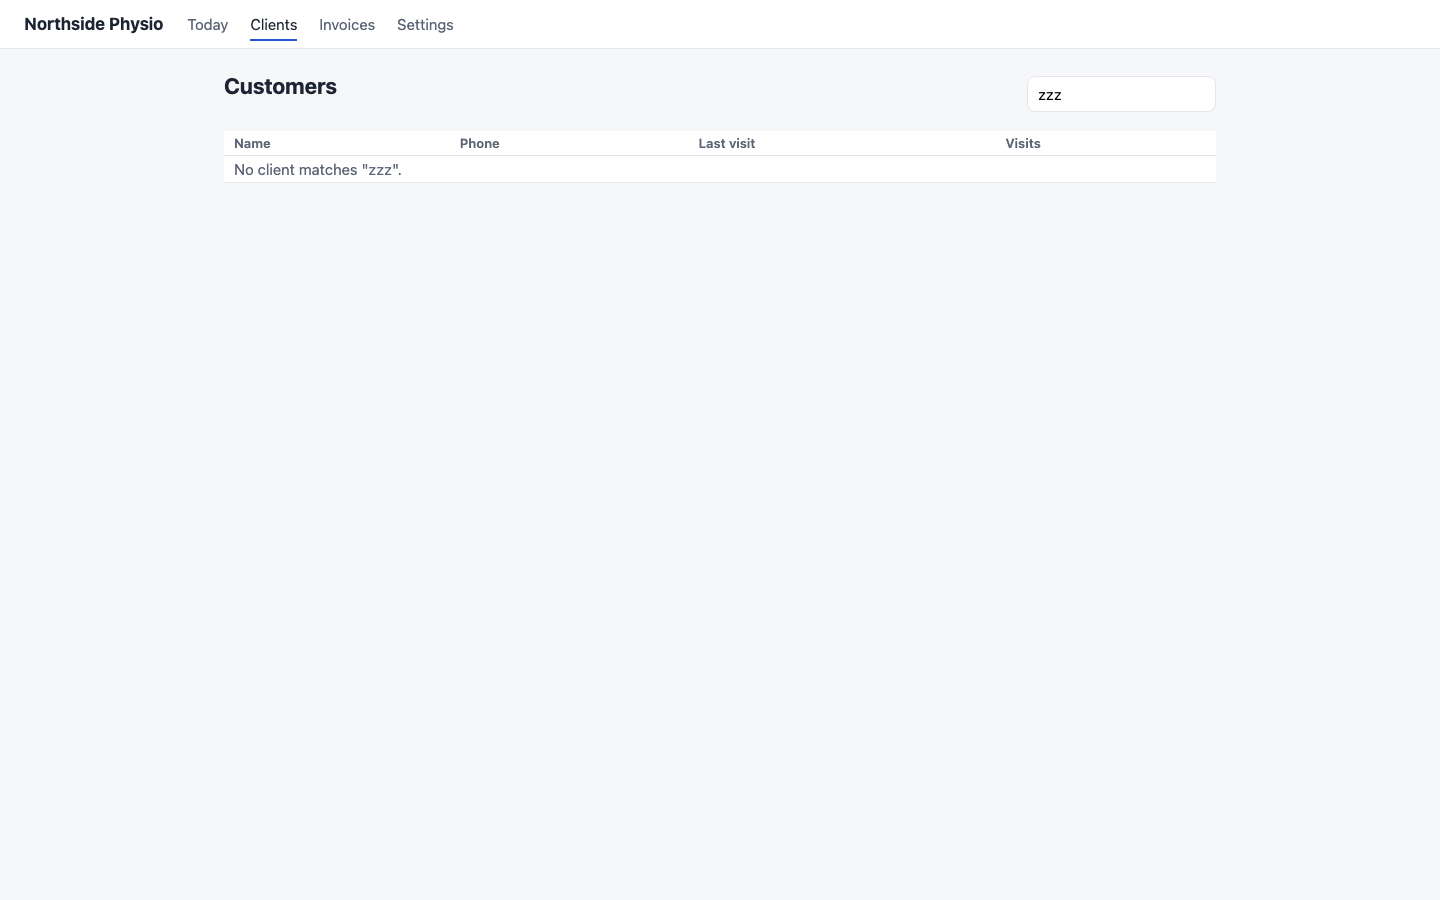 Northside Physio Today Clients Invoices Settings
Customers
zzz
Name Phone Last visit Visits
No client matches "zzz".